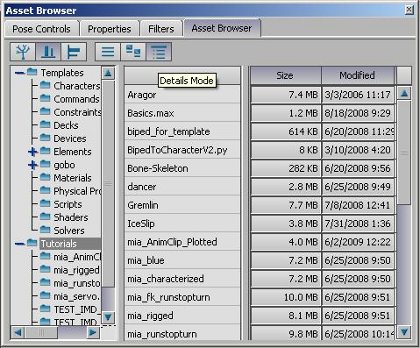 Asset Browser
Pose Controls Properties Filters Asset Browser
Details Mode
Size Modified
Templates
Characters
Commands
Constraints
Decks
Devices
Elements
gobo
Materials
Physical Pro
Scripts
Shaders
Solvers
Tutorials
mia_AnimCl
mia_rigged
mia_runsto
mia_servo.
TEST_IMD_
TEST_IMD
Aragor 7.4 MB 3/3/2006 11:17
Basics.max 1.2 MB 8/18/2008 9:29
biped_for_template 614 KB 6/20/2008 11:29
BipedToCharacterV2.py 8 KB 3/10/2008 4:20
Bone-Skeleton 282 KB 6/20/2008 9:56
dancer 2.8 MB 6/25/2008 9:49
Gremlin 7.7 MB 7/8/2008 12:41
IceSlip 3.8 MB 7/31/2008 1:36
mia_AnimClip_Plotted 4.0 MB 6/2/2009 12:22
mia_blue 7.2 MB 6/25/2008 9:50
mia_characterized 7.2 MB 6/25/2008 9:50
mia_fk_runstopturn 10.0 MB 6/25/2008 9:51
mia_rigged 8.1 MB 6/25/2008 9:51
mia_runstopturn 9.8 MB 6/25/2008 10:14